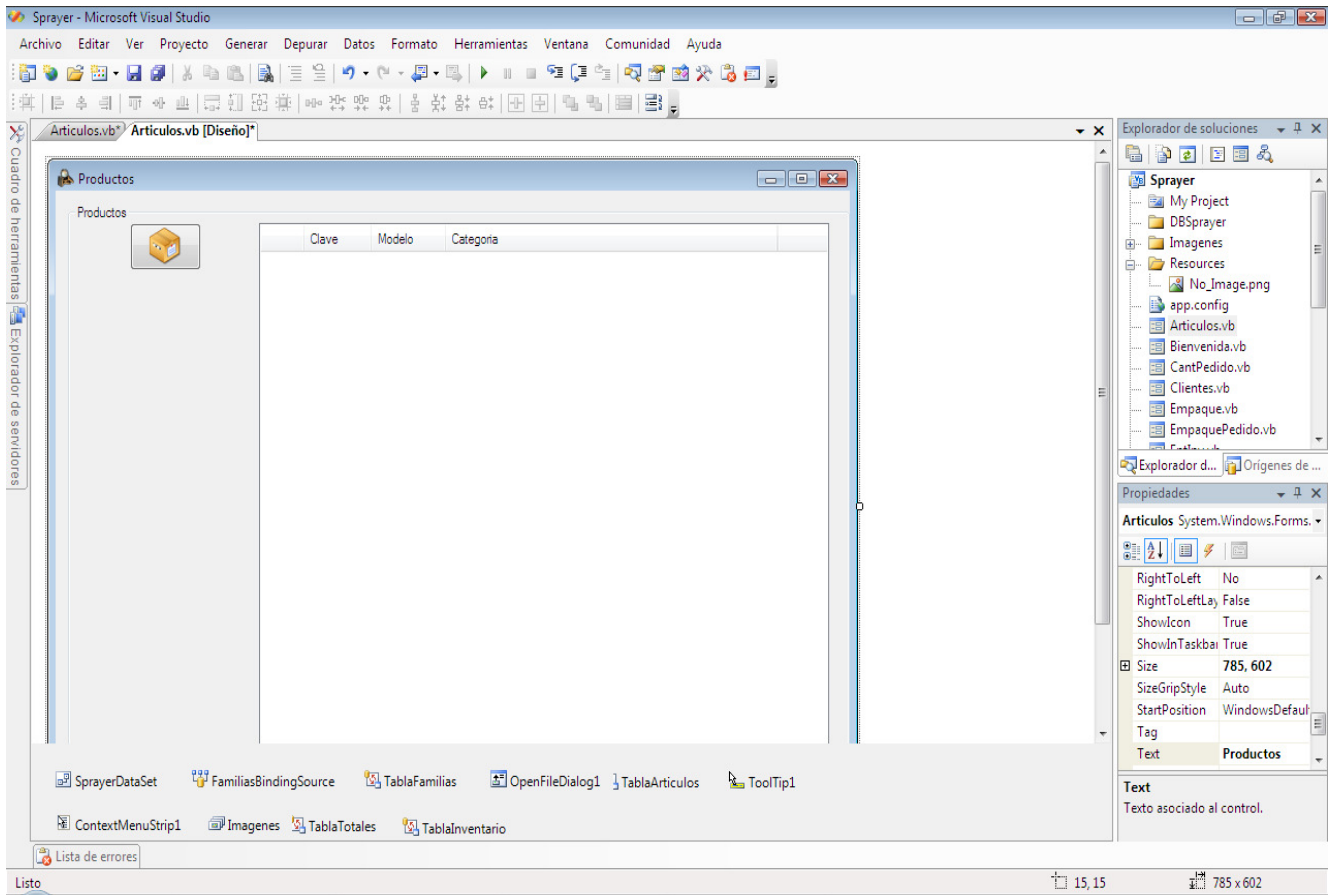 Sprayer - Microsoft Visual Studio
Archivo Editar Ver Proyecto Generar Depurar Datos Formato Herramientas Ventana Comunidad Ayuda
Articulos.vb* Articulos.vb [Diseño]*
Cuadro de herramientas
Explorador de servidores
Productos
Productos
Clave Modelo Categoria
SprayerDataSet FamiliasBindingSource TablaFamilias OpenFileDialog1 TablaArticulos ToolTip1
ContextMenuStrip1 Imagenes TablaTotales TablaInventario
Explorador de soluciones
Sprayer
My Project
DBSprayer
Imagenes
Resources
No_Image.png
app.config
Articulos.vb
Bienvenida.vb
CantPedido.vb
Clientes.vb
Empaque.vb
EmpaquePedido.vb
Explorador d... Orígenes de ...
Propiedades
Articulos System.Windows.Forms.
RightToLeft No
RightToLeftLay False
ShowIcon True
ShowInTaskbar True
Size 785, 602
SizeGripStyle Auto
StartPosition WindowsDefault
Tag
Text Productos
Text
Texto asociado al control.
Lista de errores
Listo 15, 15 785 x 602